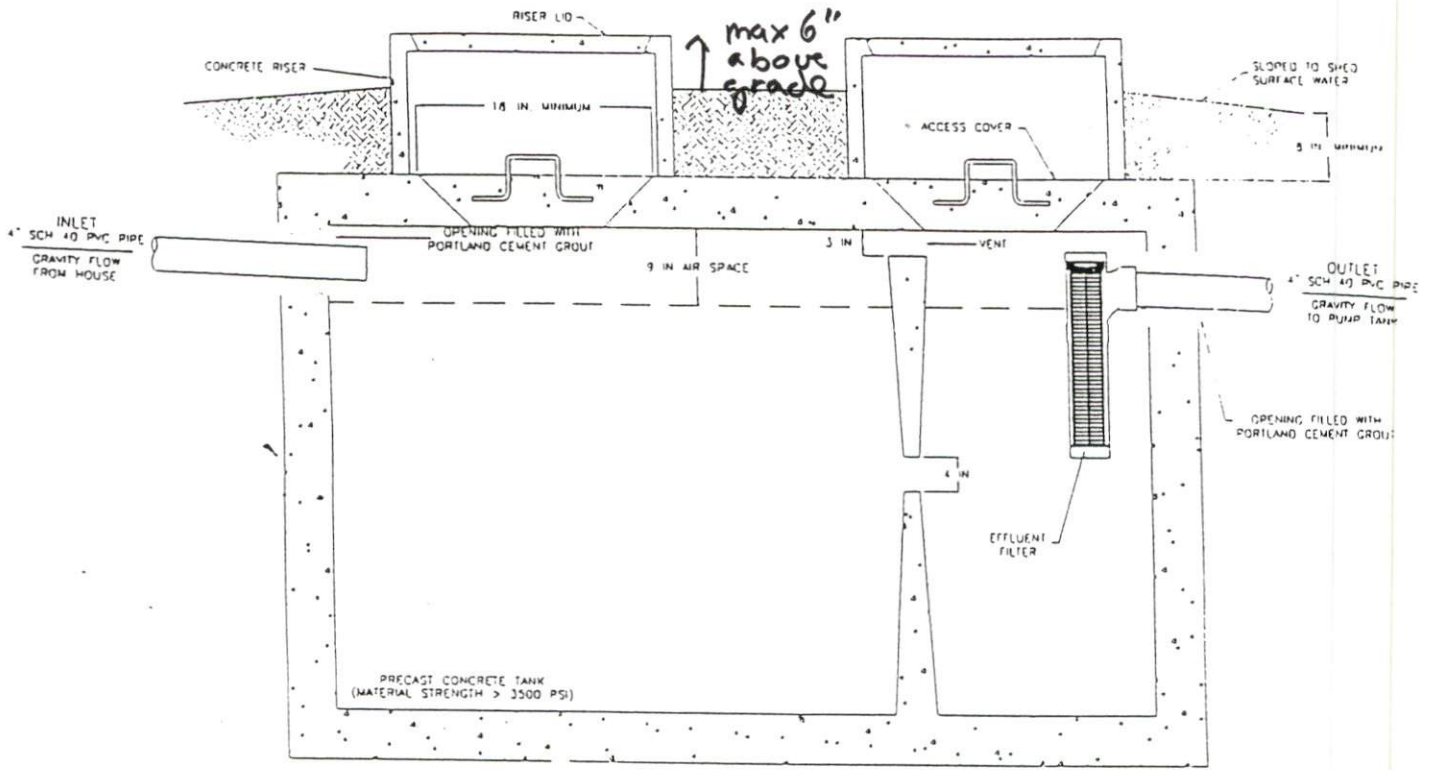 RISER LID
max 6"
above
grade
CONCRETE RISER
SLOPED TO SHED
SURFACE WATER
18 IN MINIMUM
ACCESS COVER
IN MINIMUM
INLET
4" SCH 40 PVC PIPE
GRAVITY FLOW
FROM HOUSE
OPENING FILLED WITH
PORTLAND CEMENT GROUT
3 IN
VENT
9 IN AIR SPACE
OUTLET
4" SCH 40 PVC PIPE
GRAVITY FLOW
TO PUMP TANK
OPENING FILLED WITH
PORTLAND CEMENT GROUT
4 IN
EFFLUENT
FILTER
PRECAST CONCRETE TANK
(MATERIAL STRENGTH > 3500 PSI)